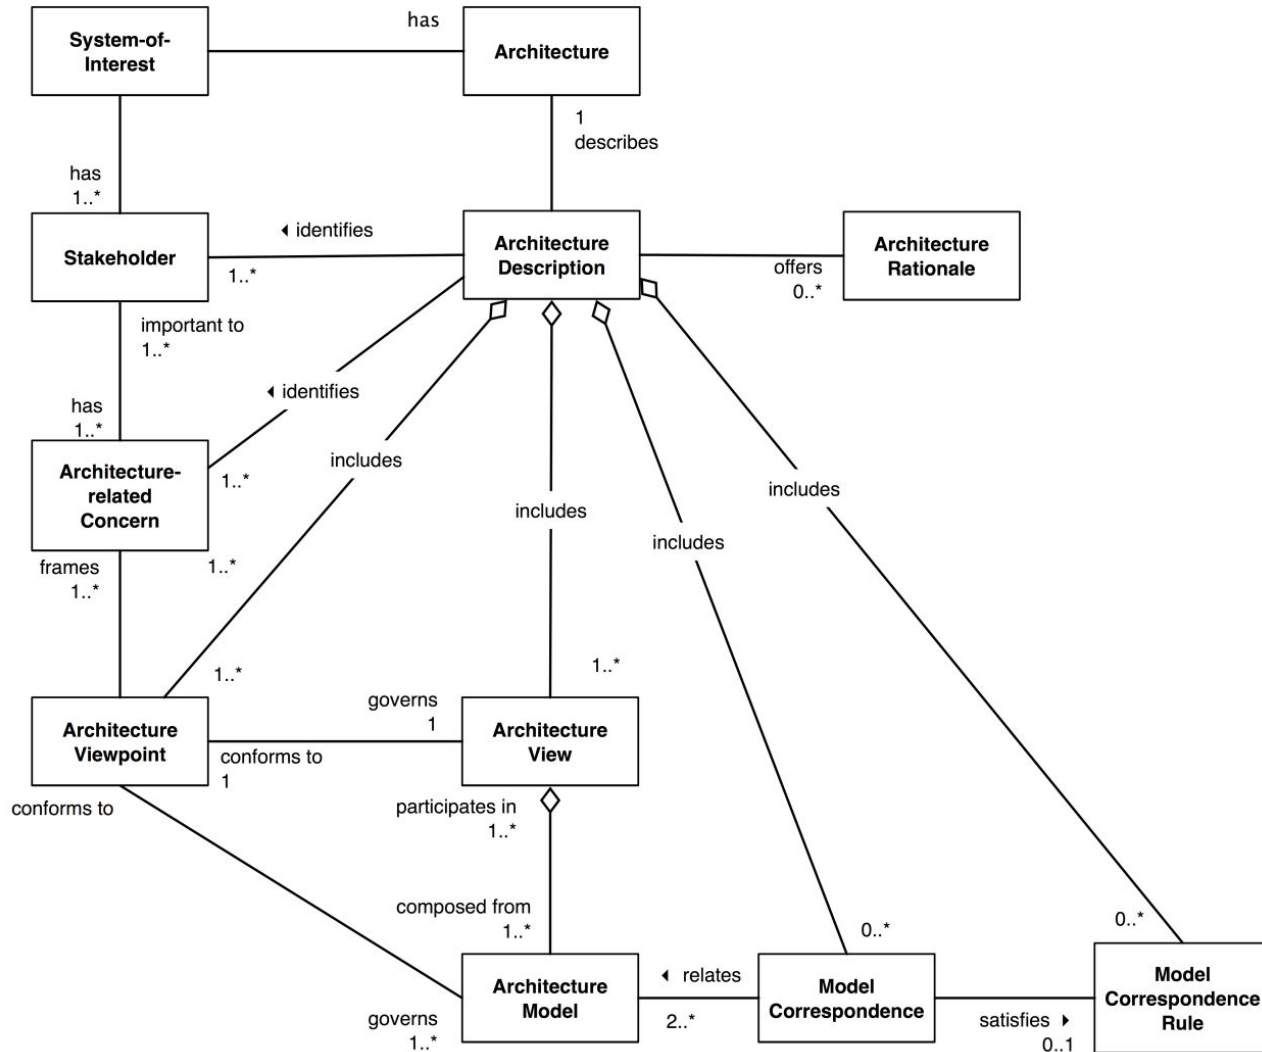 has
System-of-
Interest
Architecture
1
describes
has
1..*
Stakeholder
◂ identifies
1..*
Architecture
Description
offers
0..*
Architecture
Rationale
important to
1..*
◂ identifies
has
1..*
Architecture-
related
Concern
1..*
includes
includes
includes
includes
frames
1..*
1..*
1..*
1..*
governs
1
Architecture
Viewpoint
conforms to
1
Architecture
View
conforms to
participates in
1..*
composed from
1..*
0..*
0..*
governs
1..*
Architecture
Model
◂ relates
2..*
Model
Correspondence
satisfies ▸
0..1
Model
Correspondence
Rule